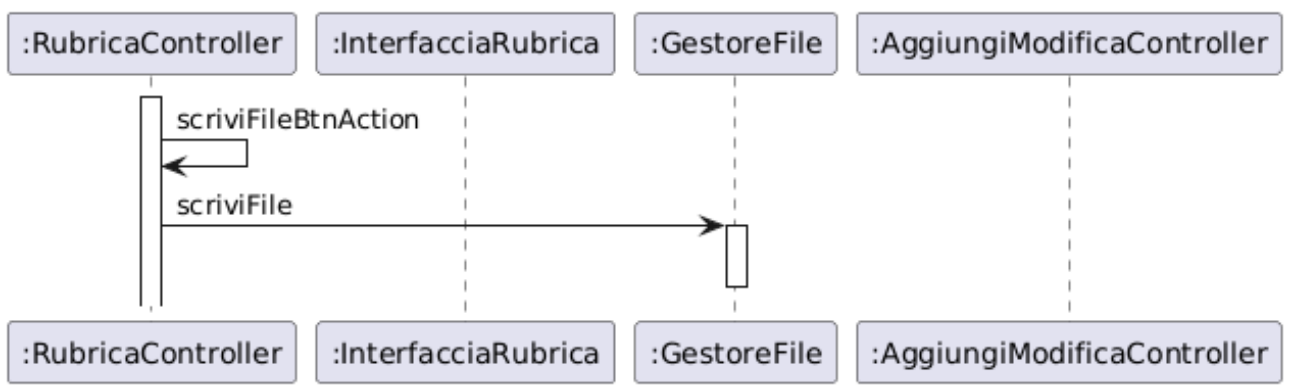 :RubricaController :InterfacciaRubrica :GestoreFile :AggiungiModificaController
scriviFileBtnAction
scriviFile
:RubricaController :InterfacciaRubrica :GestoreFile :AggiungiModificaController